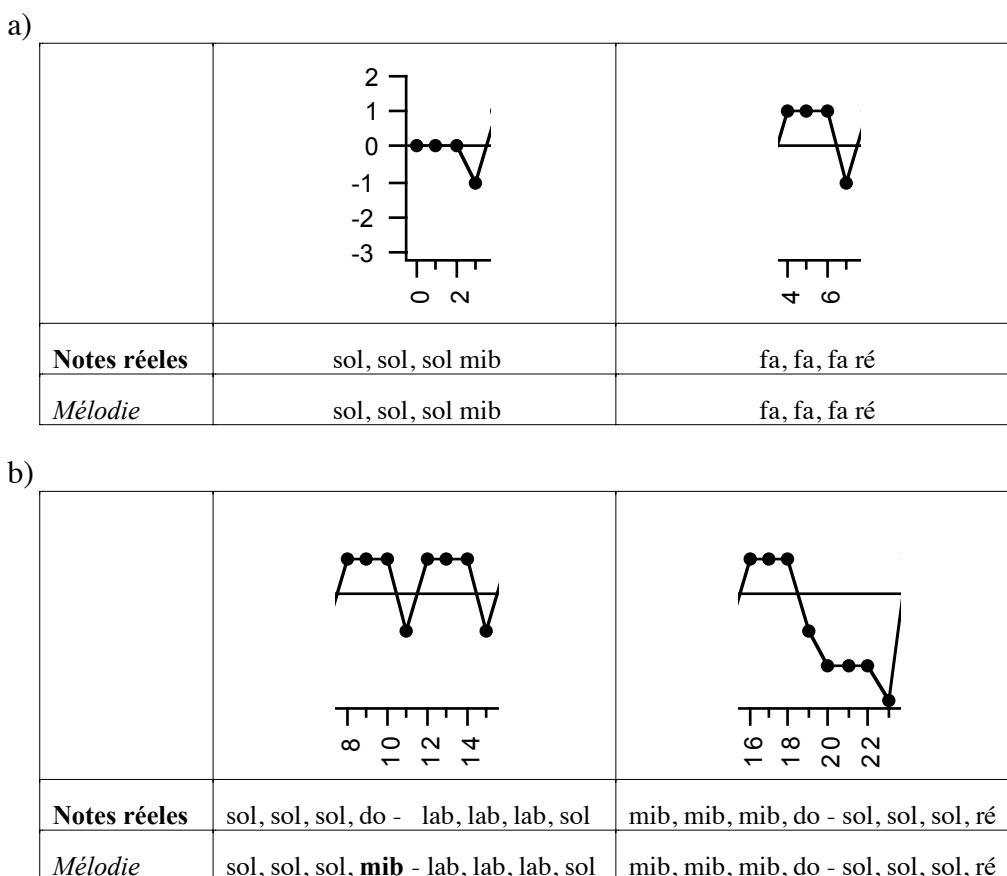 a)
2
1
0
-1
-2
-3
0 2
4 6
Notes réeles sol, sol, sol mib fa, fa, fa ré
Mélodie sol, sol, sol mib fa, fa, fa ré
b)
8 10 12 14
16 18 20 22
Notes réeles sol, sol, sol, do - lab, lab, lab, sol mib, mib, mib, do - sol, sol, sol, ré
Mélodie sol, sol, sol, mib - lab, lab, lab, sol mib, mib, mib, do - sol, sol, sol, ré